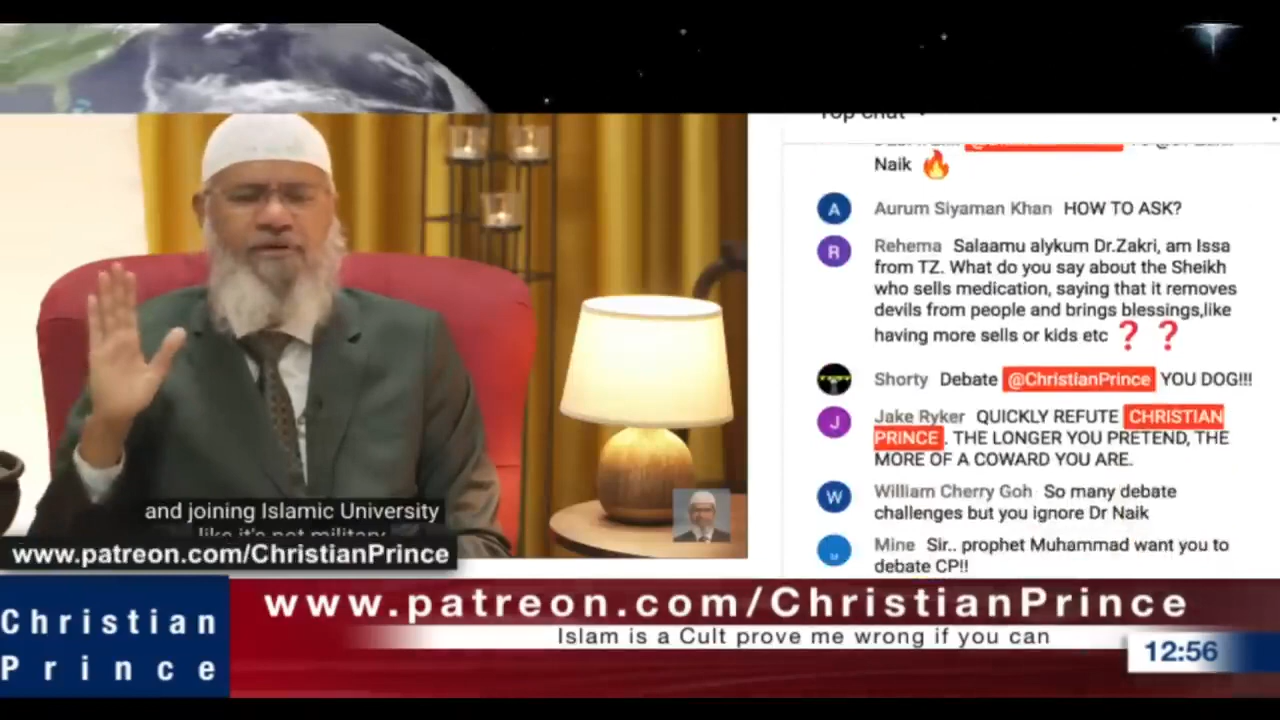 Top chat
Naik
A
Aurum Siyaman Khan HOW TO ASK?
R
Rehema Salaamu alykum Dr.Zakri, am Issa
from TZ. What do you say about the Sheikh
who sells medication, saying that it removes
devils from people and brings blessings,like
having more sells or kids etc ❓ ❓
Shorty Debate @ChristianPrince YOU DOG!!!
J
Jake Ryker QUICKLY REFUTE CHRISTIAN
PRINCE. THE LONGER YOU PRETEND, THE
MORE OF A COWARD YOU ARE.
W
William Cherry Goh So many debate
challenges but you ignore Dr Naik
Mine Sir.. prophet Muhammad want you to
debate CP!!
and joining Islamic University
like it's not military
www.patreon.com/ChristianPrince
Christian
Prince
www.patreon.com/ChristianPrince
Islam is a Cult prove me wrong if you can
12:56